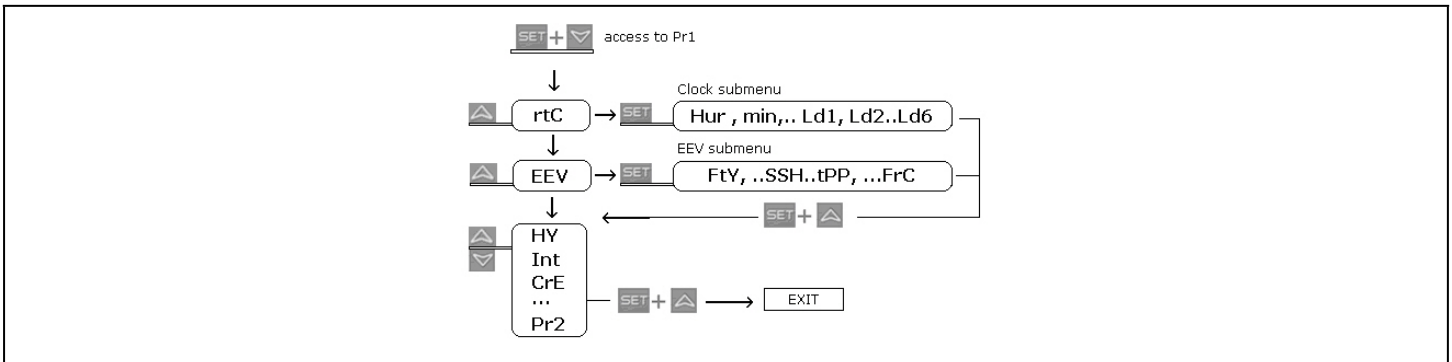 SET + access to Pr1
Clock submenu
rtC SET Hur , min,.. Ld1, Ld2..Ld6
EEV submenu
EEV SET FtY, ..SSH..tPP, ...FrC
SET +
HY
Int
CrE
...
Pr2
SET + EXIT